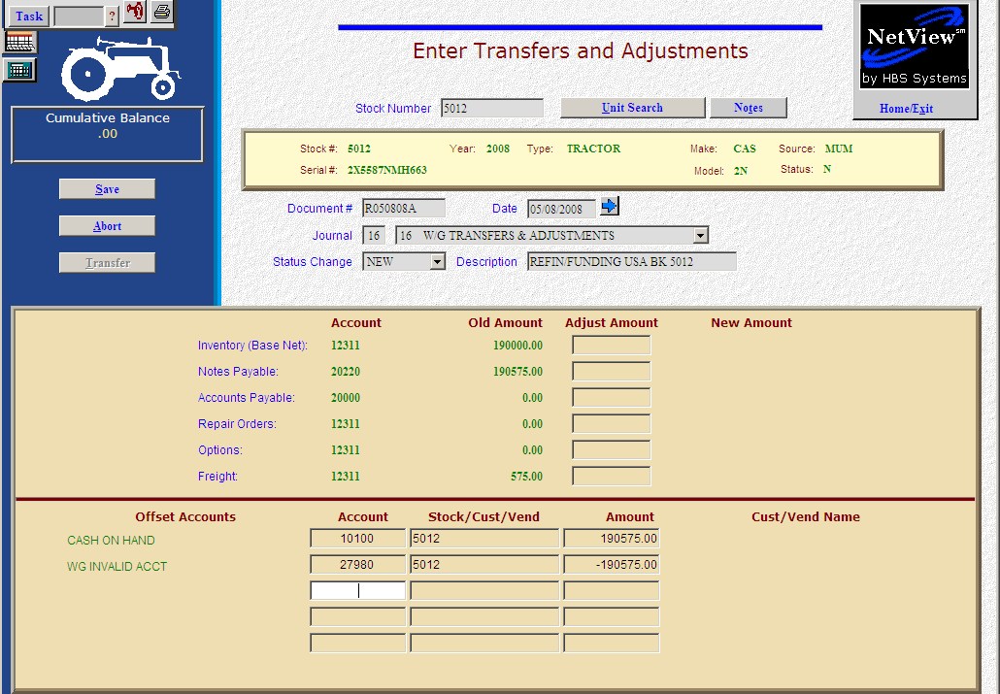 Task ?
Cumulative Balance
.00
Save
Abort
Transfer
Enter Transfers and Adjustments
NetView℠
by HBS Systems
Home/Exit
Stock Number 5012 Unit Search Notes
Stock #: 5012 Year: 2008 Type: TRACTOR Make: CAS Source: MUM
Serial #: 2X5587NMH663 Model: 2N Status: N
Document # R050808A Date 05/08/2008
Journal 16 16 W/G TRANSFERS & ADJUSTMENTS
Status Change NEW Description REFIN/FUNDING USA BK 5012
Account Old Amount Adjust Amount New Amount
Inventory (Base Net): 12311 190000.00
Notes Payable: 20220 190575.00
Accounts Payable: 20000 0.00
Repair Orders: 12311 0.00
Options: 12311 0.00
Freight: 12311 575.00
Offset Accounts Account Stock/Cust/Vend Amount Cust/Vend Name
CASH ON HAND 10100 5012 190575.00
WG INVALID ACCT 27980 5012 -190575.00